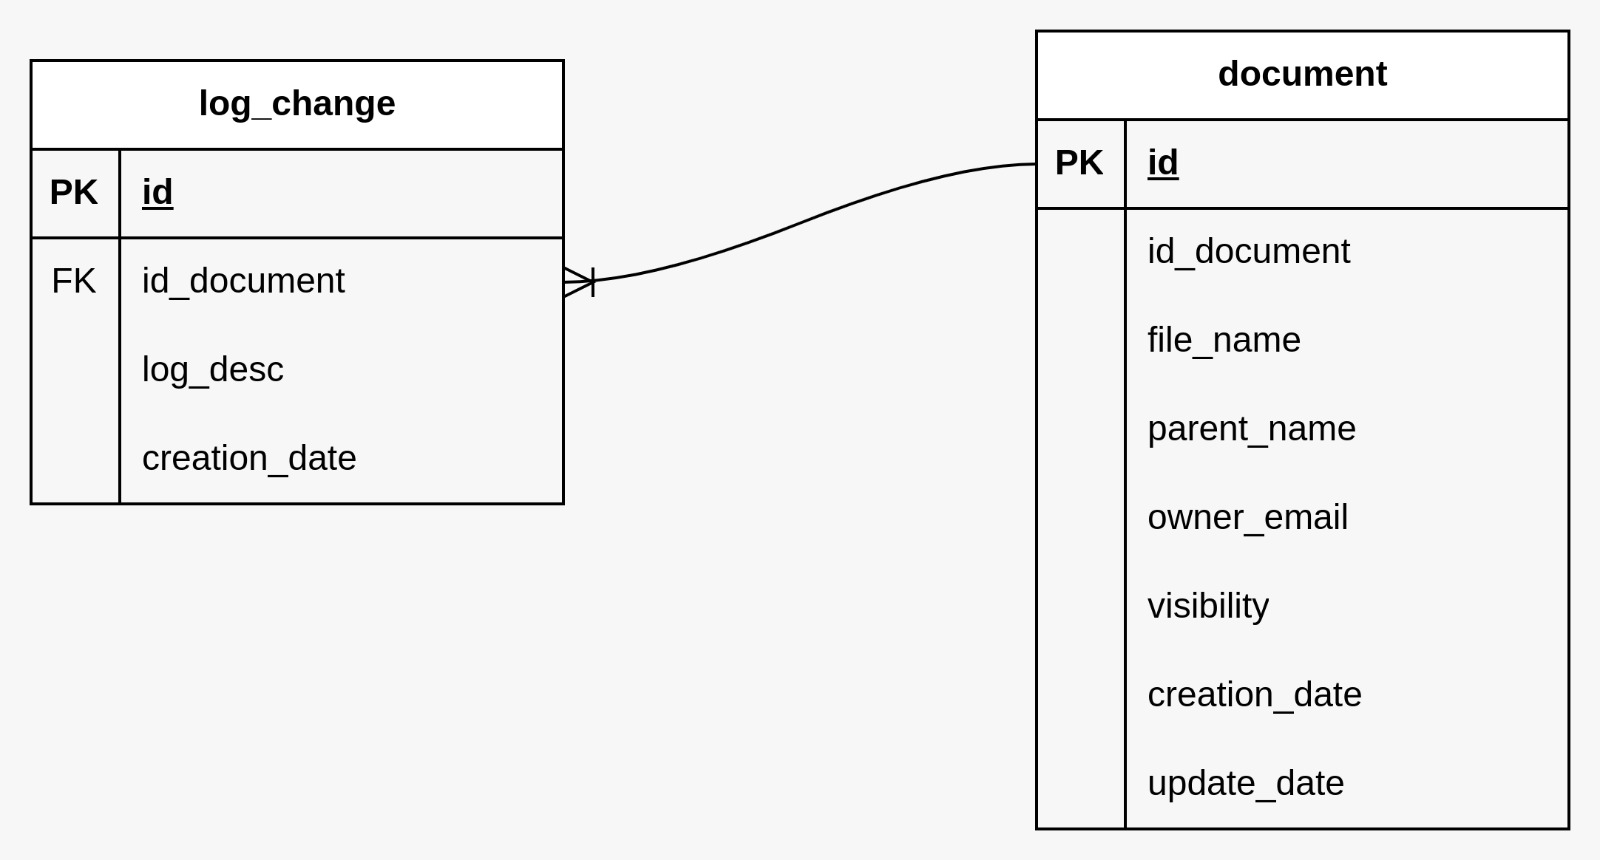 log_change
PK id
FK id_document
log_desc
creation_date
document
PK id
id_document
file_name
parent_name
owner_email
visibility
creation_date
update_date